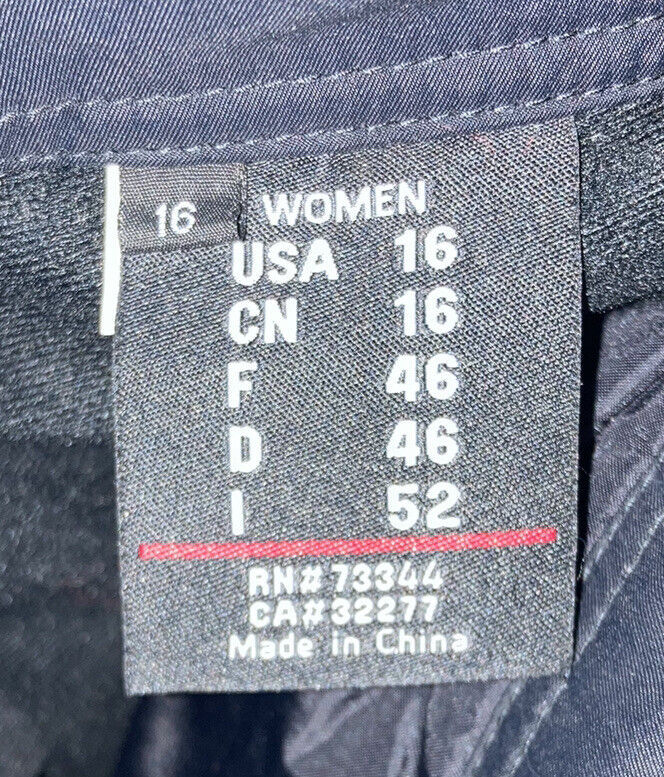 16
WOMEN
USA 16
CN 16
F 46
D 46
I 52
RN# 73344
CA#32277
Made in China